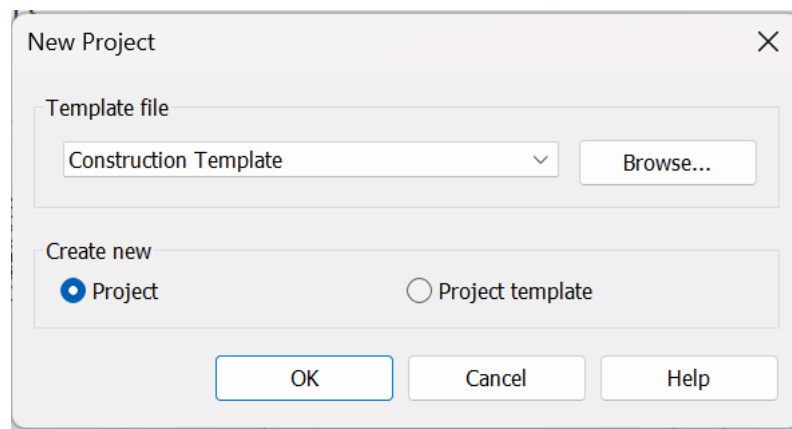 New Project
Template file
Construction Template
Browse...
Create new
Project
Project template
OK
Cancel
Help